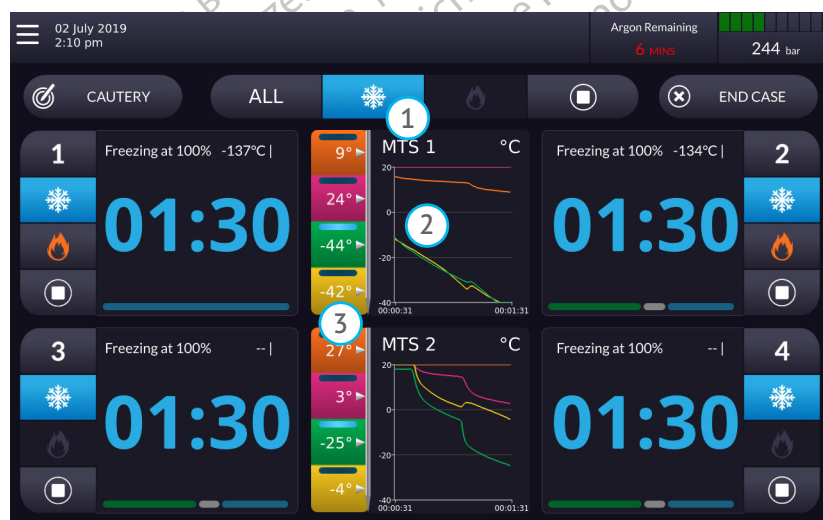 02 July 2019
2:10 pm
Argon Remaining
6 MINS
244 bar
CAUTERY
ALL
END CASE
1
1
Freezing at 100% -137°C |
01:30
9°
24°
-44°
-42°
MTS 1 °C
20
0
-20
-40
00:00:31
00:01:31
2
Freezing at 100% -134°C |
01:30
2
3
3
Freezing at 100% -- |
01:30
27°
3°
-25°
-4°
MTS 2 °C
20
0
-20
-40
00:00:31
00:01:31
Freezing at 100% -- |
01:30
4